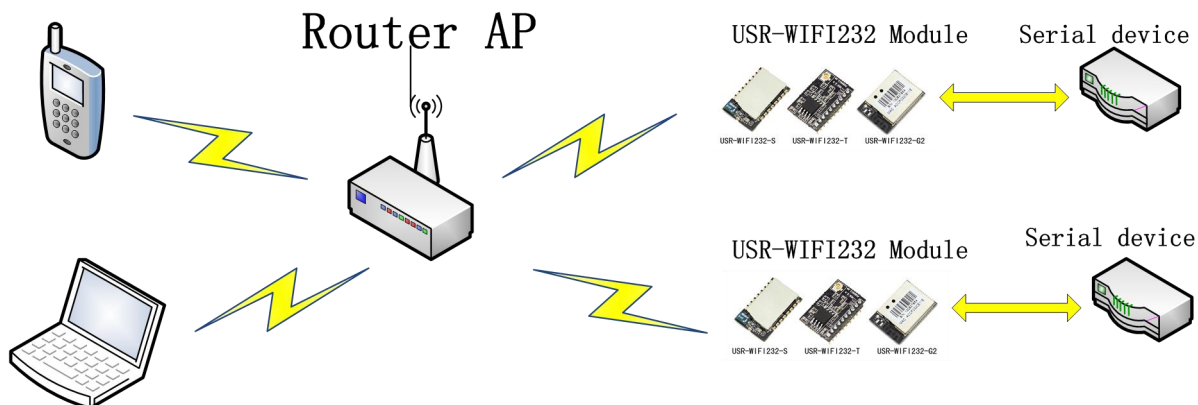 Router AP
USR-WIFI232 Module
Serial device
USR-WIFI232-S USR-WIFI232-T USR-WIFI232-G2
USR-WIFI232 Module
Serial device
USR-WIFI232-S USR-WIFI232-T USR-WIFI232-G2